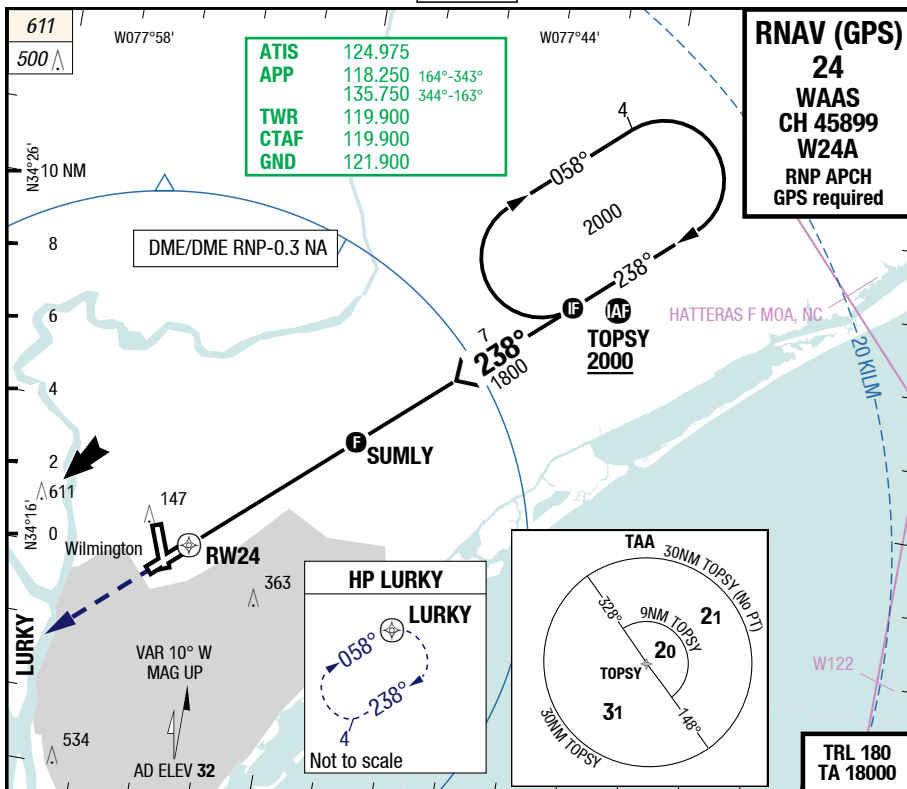 611
500
W077°58'
W077°44'
ATIS 124.975
APP 118.250 164°-343°
135.750 344°-163°
TWR 119.900
CTAF 119.900
GND 121.900
RNAV (GPS)
24
WAAS
CH 45899
W24A
RNP APCH
GPS required
N34°26'
10 NM
8
6
4
2
0
N34°16'
DME/DME RNP-0.3 NA
4
058°
2000
238°
IF
IAF
TOPSY
2000
HATTERAS F MOA, NC
20 KILM
7
238°
1800
F
SUMLY
611
147
Wilmington
RW24
363
LURKY
VAR 10° W
MAG UP
534
AD ELEV 32
HP LURKY
LURKY
058°
238°
4
Not to scale
TAA
30NM TOPSY (No PT)
328°
9NM TOPSY
21
20
TOPSY
31
148°
30NM TOPSY
W122
TRL 180
TA 18000